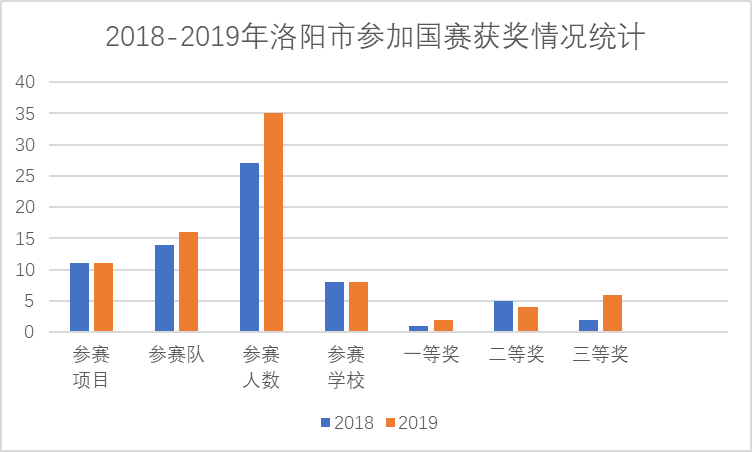 2018-2019年洛阳市参加国赛获奖情况统计
40
35
30
25
20
15
10
5
0
参赛
项目
参赛队
参赛
人数
参赛
学校
一等奖
二等奖
三等奖
2018
2019